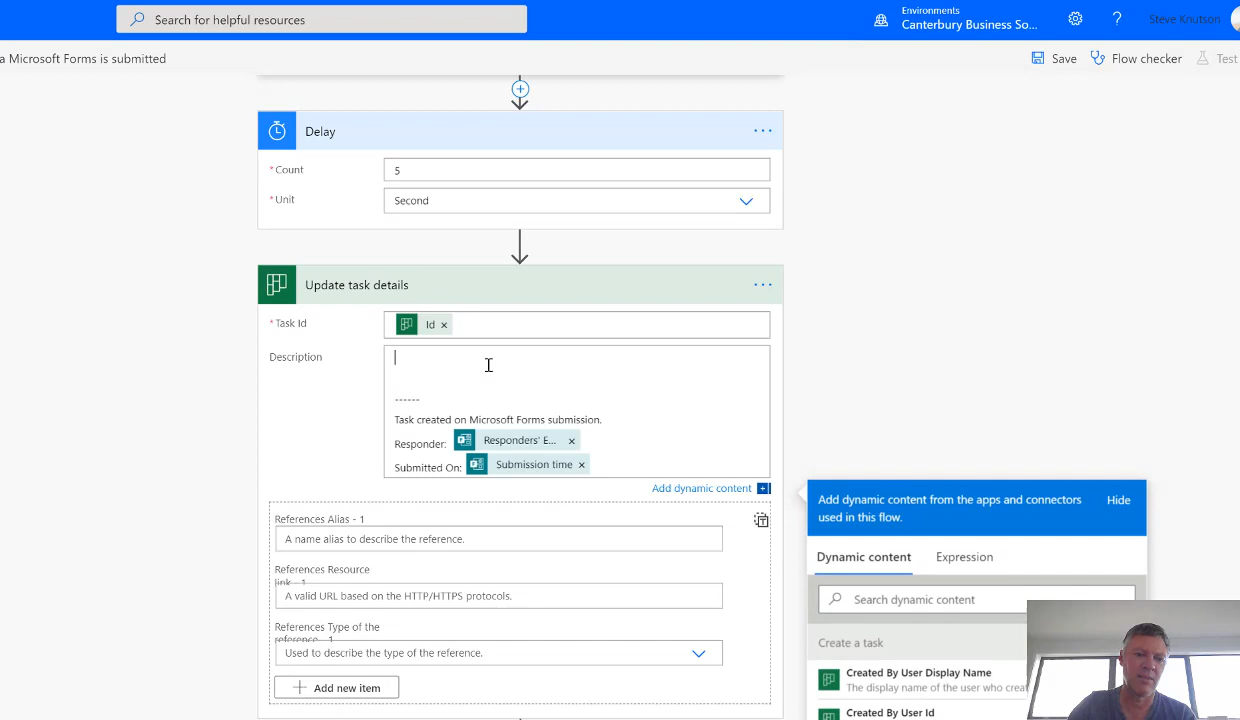 Search for helpful resources
Environments
Canterbury Business So...
?
Steve Knutson
a Microsoft Forms is submitted
Save
Flow checker
Test
Delay
...
*Count
5
*Unit
Second
Update task details
...
*Task Id
Id ×
Description
------
Task created on Microsoft Forms submission.
Responder: Responders' E... ×
Submitted On: Submission time ×
Add dynamic content +
References Alias - 1
A name alias to describe the reference.
References Resource
link - 1
A valid URL based on the HTTP/HTTPS protocols.
References Type of the
reference - 1
Used to describe the type of the reference.
+ Add new item
Add dynamic content from the apps and connectors
used in this flow.
Hide
Dynamic content
Expression
Search dynamic content
Create a task
Created By User Display Name
The display name of the user who crea
Created By User Id